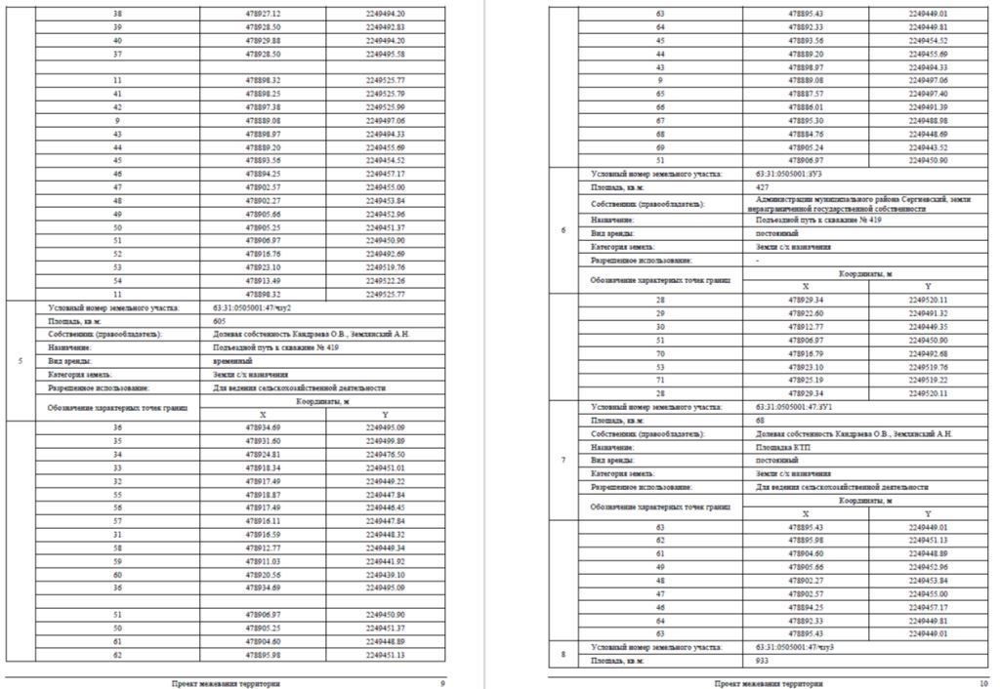 38 478927.12 2249494.20
39 478928.50 2249492.83
40 478929.88 2249494.20
37 478928.50 2249495.58
11 478898.32 2249525.77
41 478898.25 2249525.79
42 478897.38 2249525.99
9 478889.08 2249497.06
43 478898.97 2249494.33
44 478889.20 2249455.69
45 478893.56 2249454.52
46 478894.25 2249457.17
47 478902.57 2249455.00
48 478902.27 2249453.84
49 478905.66 2249452.96
50 478905.25 2249451.37
51 478906.97 2249450.90
52 478916.76 2249492.69
53 478923.10 2249519.76
54 478913.49 2249522.26
11 478898.32 2249525.77
5
Условный номер земельного участка: 63:31:0505001:47/чзу2
Площадь, кв.м: 605
Собственник (правообладатель): Долевая собственность Кандраева О.В., Землянский А.Н.
Назначение: Подъездной путь к скважине № 419
Вид аренды: временный
Категория земель: Земли с/х назначения
Разрешенное использование: Для ведения сельскохозяйственной деятельности
Обозначение характерных точек границ Координаты, м
X Y
36 478934.69 2249495.09
35 478931.60 2249499.89
34 478924.81 2249476.50
33 478918.34 2249451.01
32 478917.49 2249449.22
55 478918.87 2249447.84
56 478917.49 2249446.45
57 478916.11 2249447.84
31 478916.59 2249448.32
58 478912.77 2249449.34
59 478911.03 2249441.92
60 478920.56 2249439.10
36 478934.69 2249495.09
51 478906.97 2249450.90
50 478905.25 2249451.37
61 478904.60 2249448.89
62 478895.98 2249451.13
Проект межевания территории 9
63 478895.43 2249449.01
64 478892.33 2249449.81
45 478893.56 2249454.52
44 478889.20 2249455.69
43 478898.97 2249494.33
9 478889.08 2249497.06
65 478887.57 2249497.40
66 478886.01 2249491.39
67 478895.30 2249488.98
68 478884.76 2249448.69
69 478905.24 2249443.52
51 478906.97 2249450.90
6
Условный номер земельного участка: 63:31:0505001:ЗУ3
Площадь, кв.м: 427
Собственник (правообладатель): Администрации муниципального района Сергиевский, земли
неразграниченной государственной собственности
Назначение: Подъездной путь к скважине № 419
Вид аренды: постоянный
Категория земель: Земли с/х назначения
Разрешенное использование: -
Обозначение характерных точек границ Координаты, м
X Y
28 478929.34 2249520.11
29 478922.60 2249491.32
30 478912.77 2249449.35
51 478906.97 2249450.90
70 478916.79 2249492.68
53 478923.10 2249519.76
71 478925.19 2249519.22
28 478929.34 2249520.11
7
Условный номер земельного участка: 63:31:0505001:47:ЗУ1
Площадь, кв.м: 68
Собственник (правообладатель): Долевая собственность Кандраева О.В., Землянский А.Н.
Назначение: Площадка КТП
Вид аренды: постоянный
Категория земель: Земли с/х назначения
Разрешенное использование: Для ведения сельскохозяйственной деятельности
Обозначение характерных точек границ Координаты, м
X Y
63 478895.43 2249449.01
62 478895.98 2249451.13
61 478904.60 2249448.89
49 478905.66 2249452.96
48 478902.27 2249453.84
47 478902.57 2249455.00
46 478894.25 2249457.17
64 478892.33 2249449.81
63 478895.43 2249449.01
8
Условный номер земельного участка: 63:31:0505001:47/чзу3
Площадь, кв.м: 933
Проект межевания территории 10